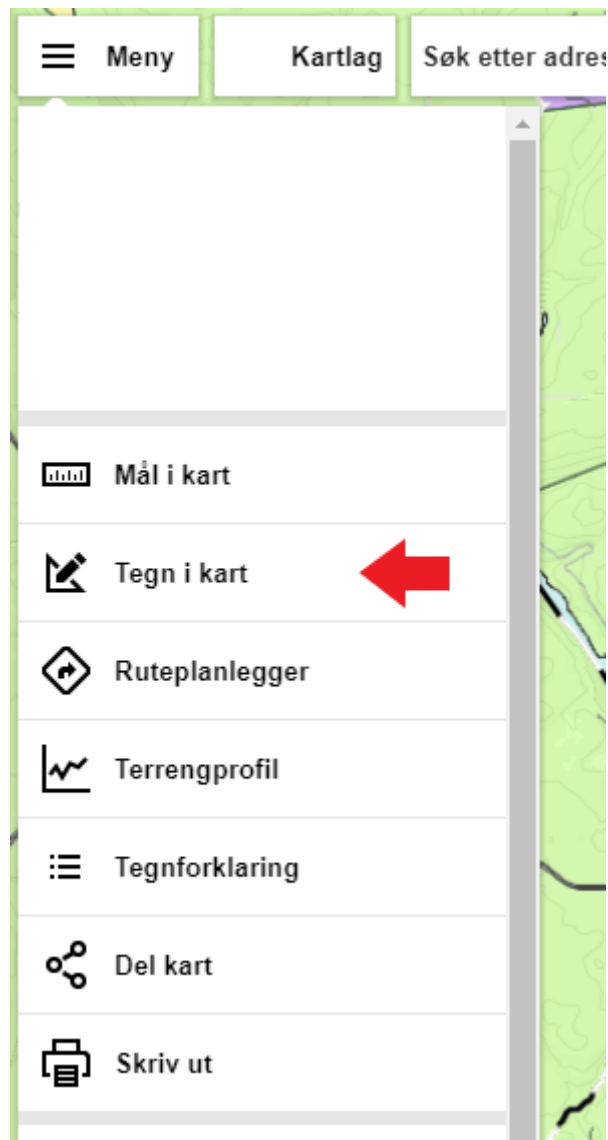 Meny
Kartlag
Søk etter adres
Mål i kart
Tegn i kart
Ruteplanlegger
Terrengprofil
Tegnforklaring
Del kart
Skriv ut